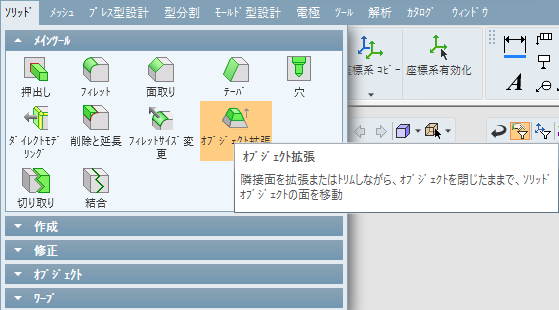 ソリッド メッシュ プレス型設計 型分割 モールド型設計 電極 ツール 解析 カタログ ウィンドウ
メインツール
押出し フィレット 面取り テーパ 穴
ダイレクトモデリング 削除と延長 フィレットサイズ変更 オブジェクト拡張
切り取り 結合
作成
修正
オブジェクト
ワープ
座標系 コピー 座標系有効化
A
オブジェクト拡張
隣接面を拡張またはトリムしながら、オブジェクトを閉じたままで、ソリッド
オブジェクトの面を移動